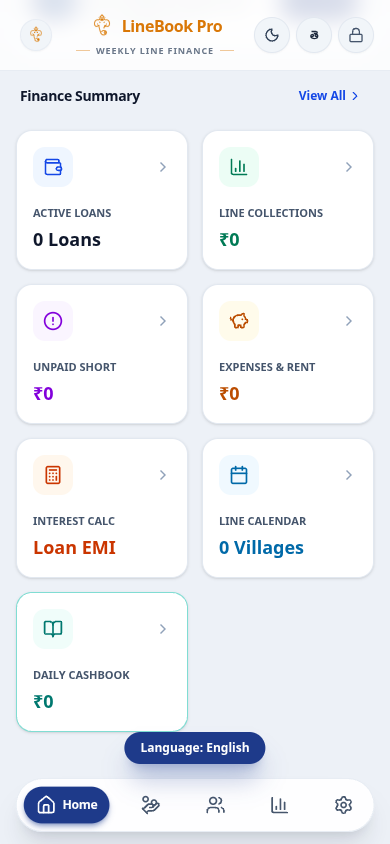 LineBook Pro
WEEKLY LINE FINANCE
Finance Summary
View All
ACTIVE LOANS
0 Loans
LINE COLLECTIONS
₹0
UNPAID SHORT
₹0
EXPENSES & RENT
₹0
INTEREST CALC
Loan EMI
LINE CALENDAR
0 Villages
DAILY CASHBOOK
₹0
Language: English
Home